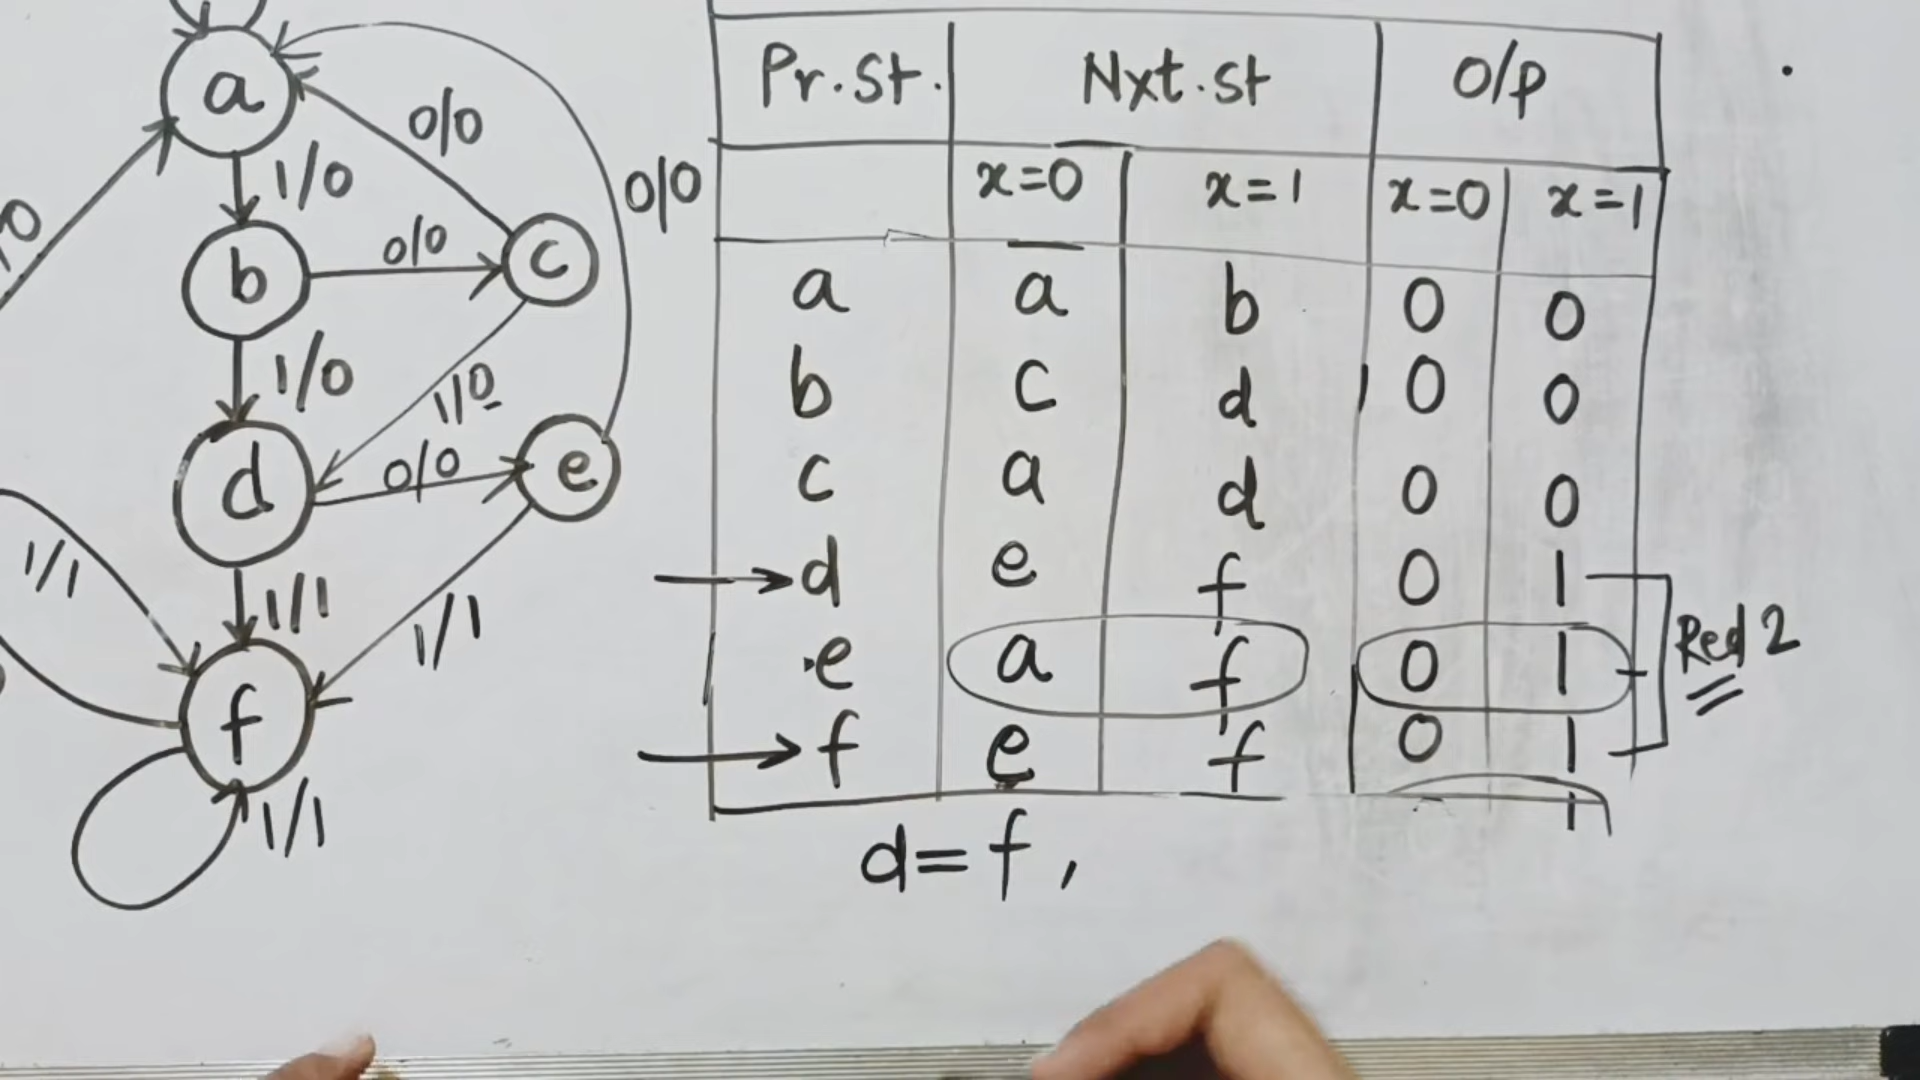 Pr.St. Nxt.st O/p
x=0 x=1 x=0 x=1
a a b 0 0
b c d 0 0
c a d 0 0
d e f 0 1
e a f 0 1
f e f 0 1
Red 2
d=f,
a
0/0
0/0
1/0
/0
b
0/0
c
1/0
1/0
d
0/0
e
1/1
1/1
1/1
f
1/1